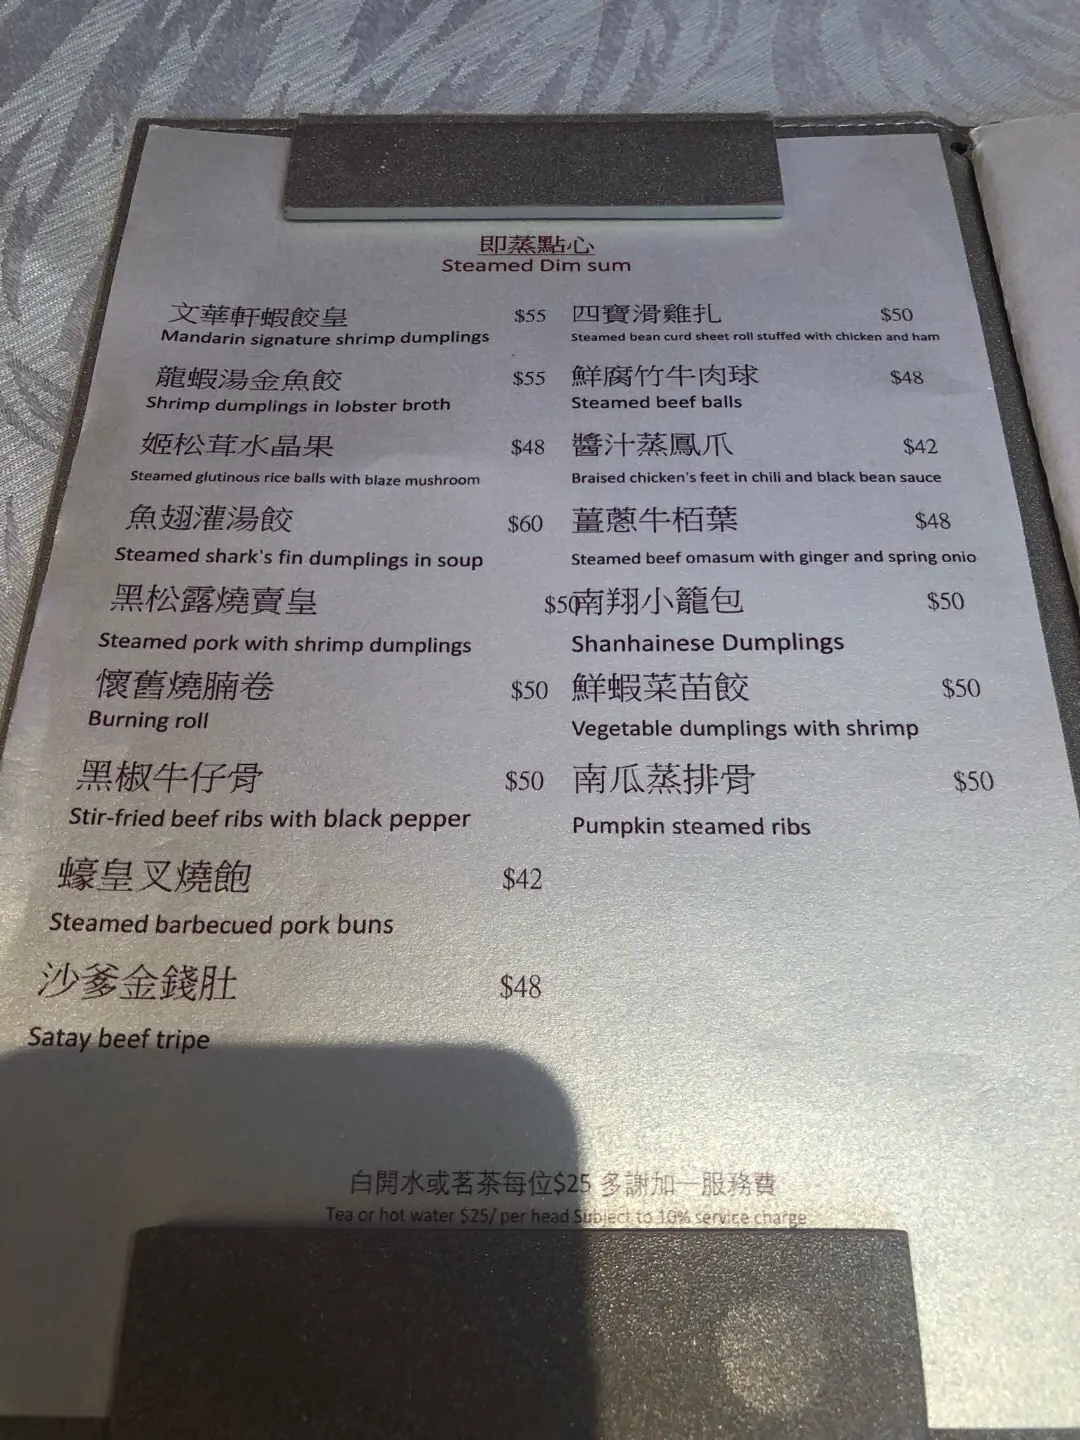 即蒸點心
Steamed Dim sum
文華軒蝦餃皇 $55
Mandarin signature shrimp dumplings
龍蝦湯金魚餃 $55
Shrimp dumplings in lobster broth
姬松茸水晶果 $48
Steamed glutinous rice balls with blaze mushroom
魚翅灌湯餃 $60
Steamed shark's fin dumplings in soup
黑松露燒賣皇 $50
Steamed pork with shrimp dumplings
懷舊燒腩卷 $50
Burning roll
黑椒牛仔骨 $50
Stir-fried beef ribs with black pepper
蠔皇叉燒飽 $42
Steamed barbecued pork buns
沙爹金錢肚 $48
Satay beef tripe
四寶滑雞扎 $50
Steamed bean curd sheet roll stuffed with chicken and ham
鮮腐竹牛肉球 $48
Steamed beef balls
醬汁蒸鳳爪 $42
Braised chicken's feet in chili and black bean sauce
薑蔥牛栢葉 $48
Steamed beef omasum with ginger and spring onio
南翔小籠包 $50
Shanhainese Dumplings
鮮蝦菜苗餃 $50
Vegetable dumplings with shrimp
南瓜蒸排骨 $50
Pumpkin steamed ribs
白開水或茗茶每位$25 多謝加一服務費
Tea or hot water $25/ per head Subject to 10% service charge